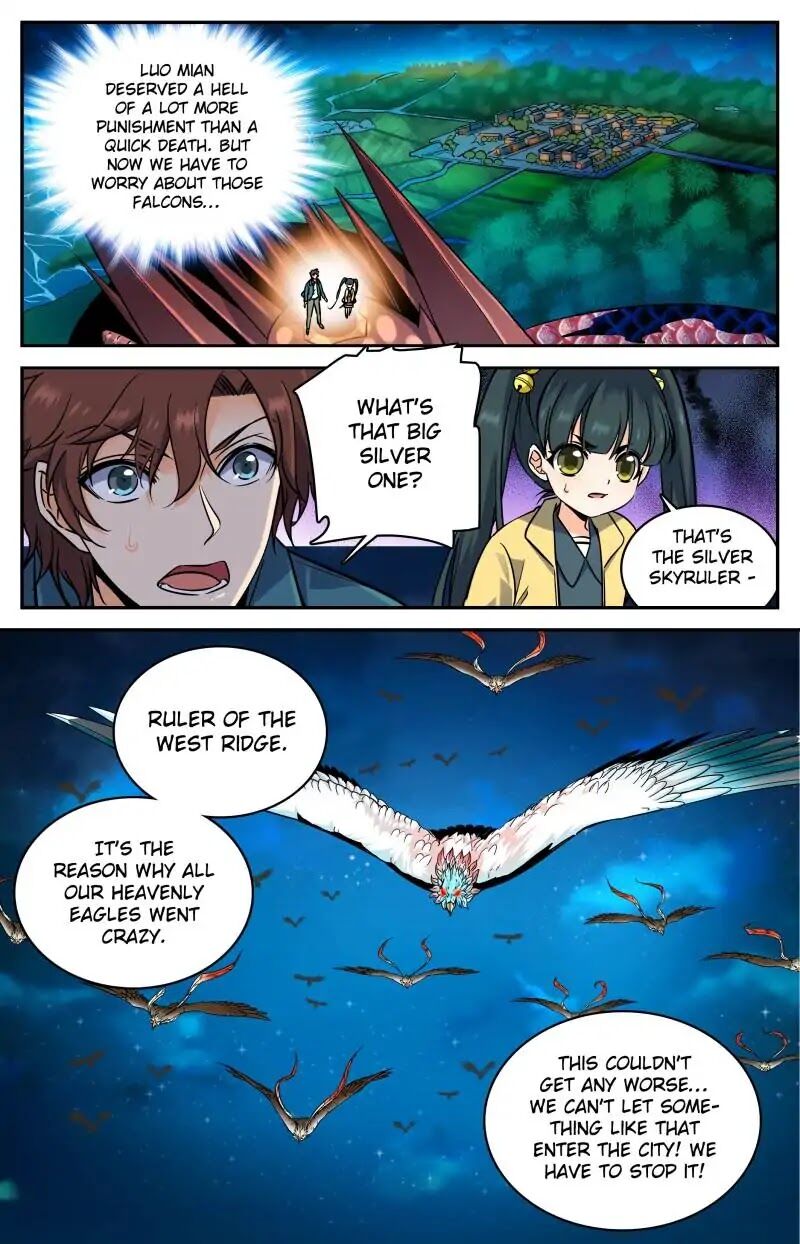 LUO MIAN
DESERVED A HELL
OF A LOT MORE
PUNISHMENT THAN A
QUICK DEATH. BUT
NOW WE HAVE TO
WORRY ABOUT THOSE
FALCONS...
WHAT'S
THAT BIG
SILVER
ONE?
THAT'S
THE SILVER
SKYRULER -
RULER OF THE
WEST RIDGE.
IT'S THE
REASON WHY ALL
OUR HEAVENLY
EAGLES WENT
CRAZY.
THIS COULDN'T
GET ANY WORSE...
WE CAN'T LET SOME-
THING LIKE THAT
ENTER THE CITY! WE
HAVE TO STOP IT!